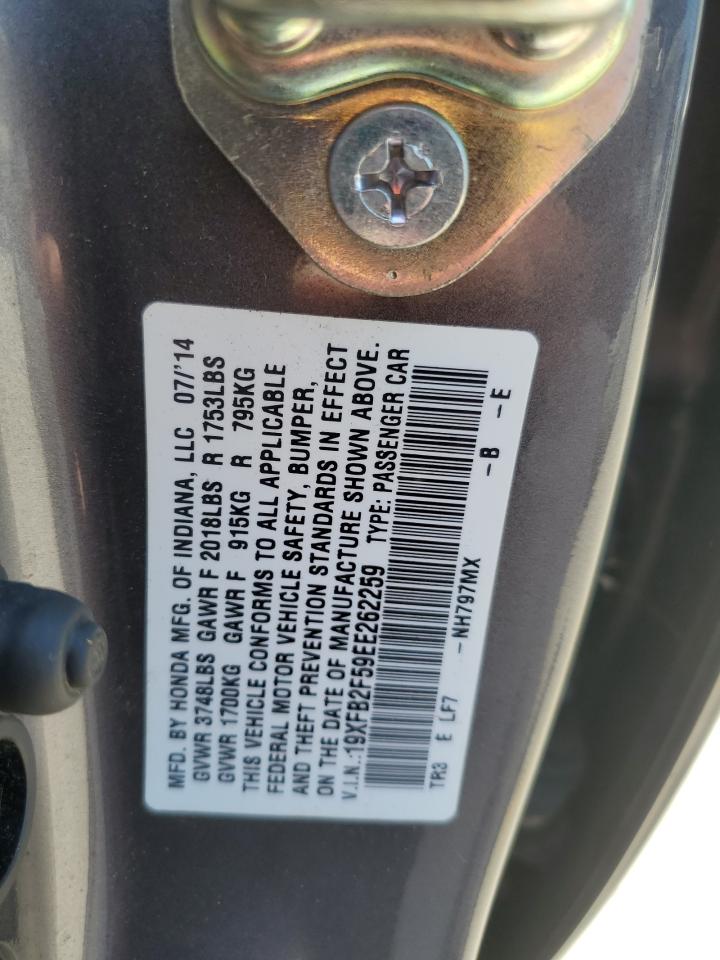 MFD. BY HONDA MFG. OF INDIANA, LLC 07/'14
GVWR 3748LBS GAWR F 2018LBS R 1753LBS
GVWR 1700KG GAWR F 915KG R 795KG
THIS VEHICLE CONFORMS TO ALL APPLICABLE
FEDERAL MOTOR VEHICLE SAFETY, BUMPER,
AND THEFT PREVENTION STANDARDS IN EFFECT
ON THE DATE OF MANUFACTURE SHOWN ABOVE.
V.I.N.:19XFB2F59EE262259 TYPE: PASSENGER CAR
TR3 E LF7 -NH797MX -B -E